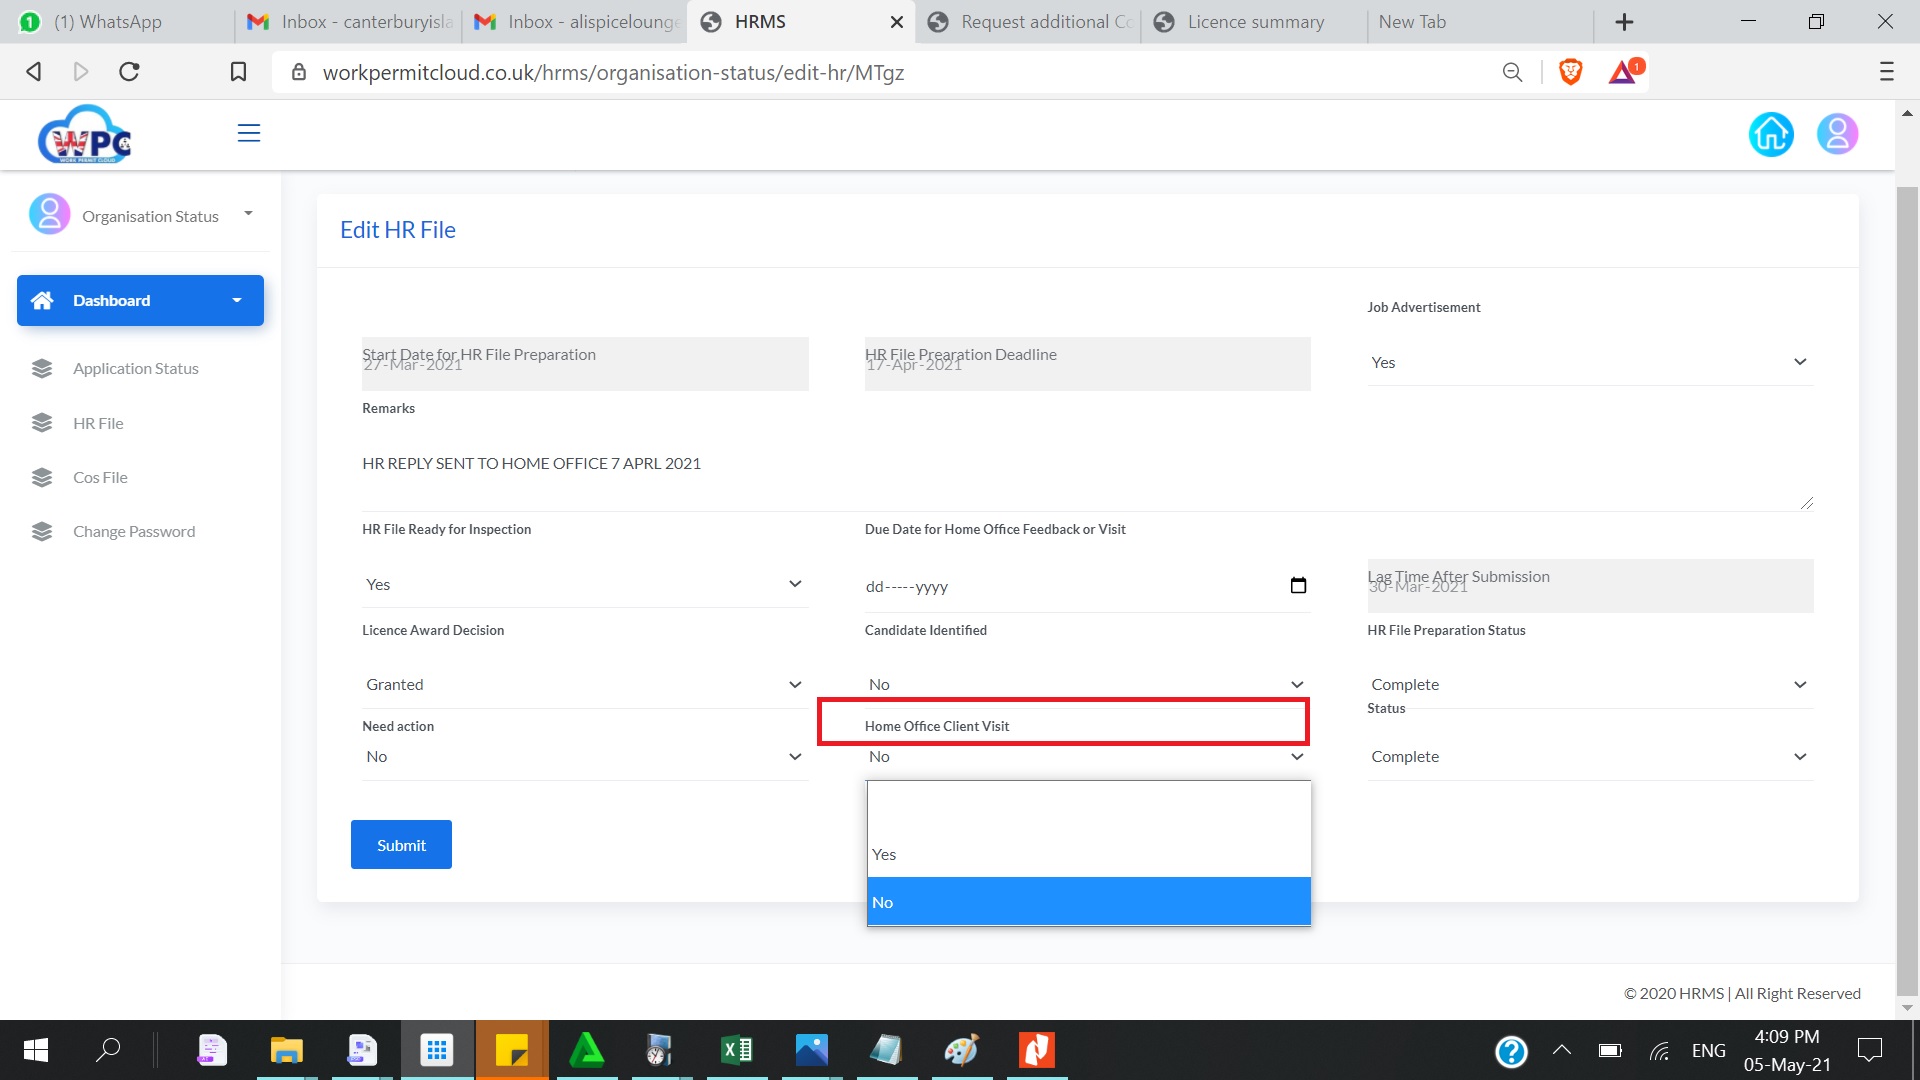 (1) WhatsApp
Inbox - canterburyisla
Inbox - alispicelounge
HRMS
Request additional Co
Licence summary
New Tab
workpermitcloud.co.uk/hrms/organisation-status/edit-hr/MTgz
1
WPC
WORK PERMIT CLOUD
Organisation Status
Dashboard
Application Status
HR File
Cos File
Change Password
Edit HR File
Start Date for HR File Preparation
27-Mar-2021
HR File Prearation Deadline
17-Apr-2021
Job Advertisement
Yes
Remarks
HR REPLY SENT TO HOME OFFICE 7 APRL 2021
HR File Ready for Inspection
Yes
Due Date for Home Office Feedback or Visit
dd-----yyyy
Lag Time After Submission
30-Mar-2021
Licence Award Decision
Granted
Candidate Identified
No
HR File Preparation Status
Complete
Need action
No
Home Office Client Visit
No
Status
Complete
Yes
No
Submit
© 2020 HRMS | All Right Reserved
ENG
4:09 PM
05-May-21